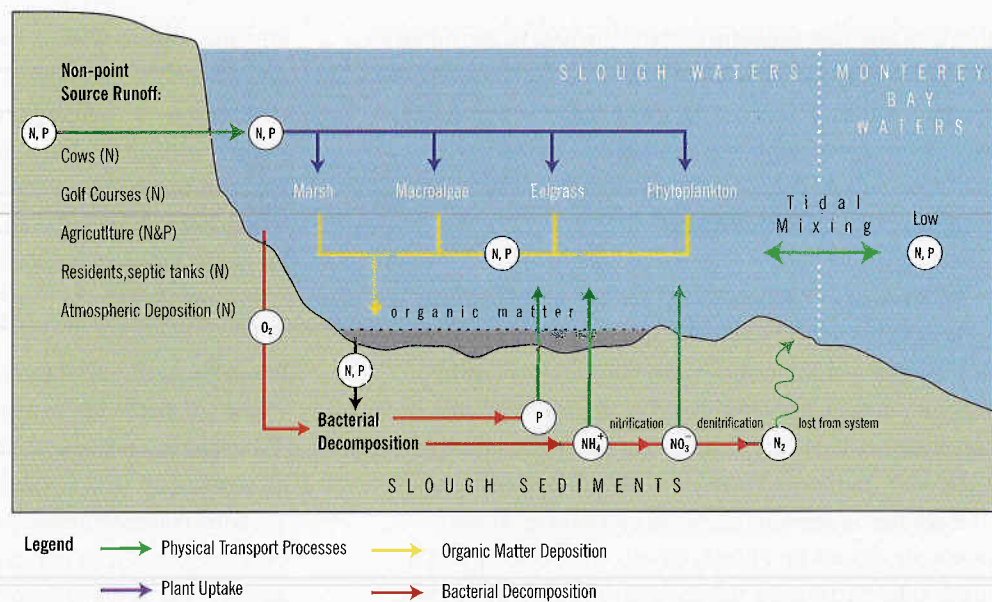 Non-point
Source Runoff:
SLOUGH WATERS
MONTEREY
BAY
WATERS
N, P
N, P
Cows (N)
Golf Courses (N)
Agricutlture (N&P)
Residents,septic tanks (N)
Atmospheric Deposition (N)
Marsh
Macroalgae
Eelgrass
Phytoplankton
Tidal
Mixing
Low
N, P
N, P
O₂
organic matter
N, P
Bacterial
Decomposition
P
NH₄⁺
nitrification
NO₃⁻
denitrification
N₂
lost from system
SLOUGH SEDIMENTS
Legend
Physical Transport Processes
Organic Matter Deposition
Plant Uptake
Bacterial Decomposition